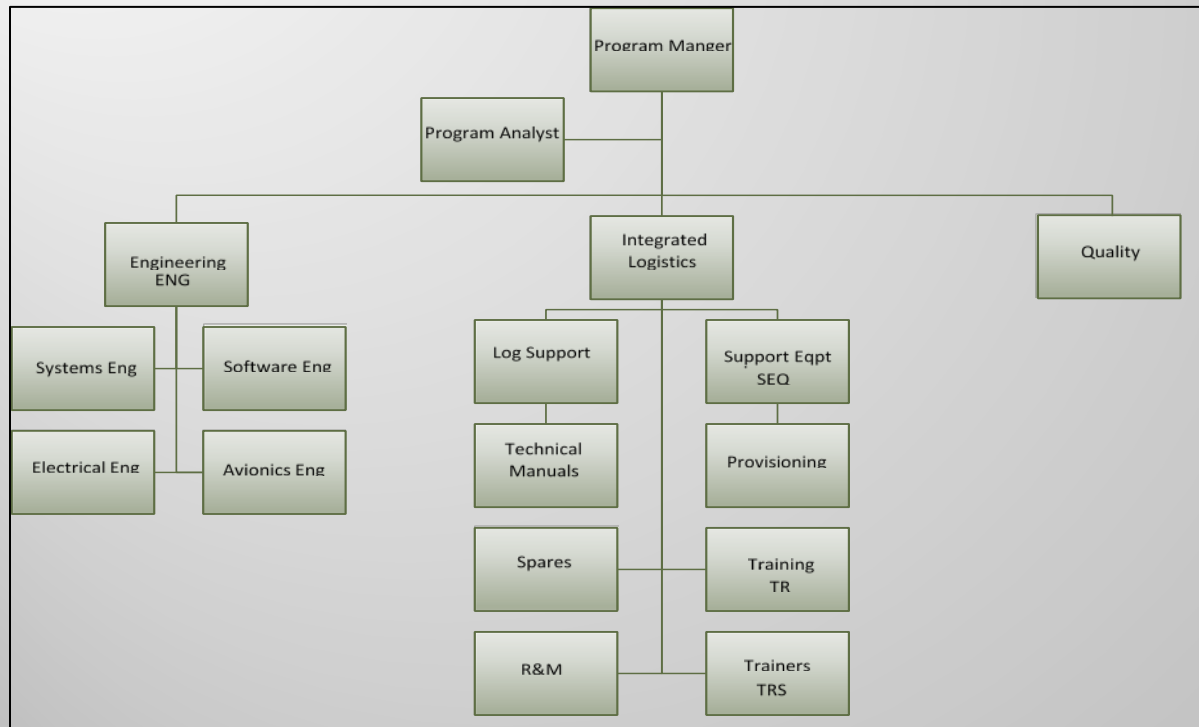 Program Manger
Program Analyst
Engineering
ENG
Integrated
Logistics
Quality
Systems Eng
Software Eng
Log Support
Support Eqpt
SEQ
Electrical Eng
Avionics Eng
Technical
Manuals
Provisioning
Spares
Training
TR
R&M
Trainers
TRS